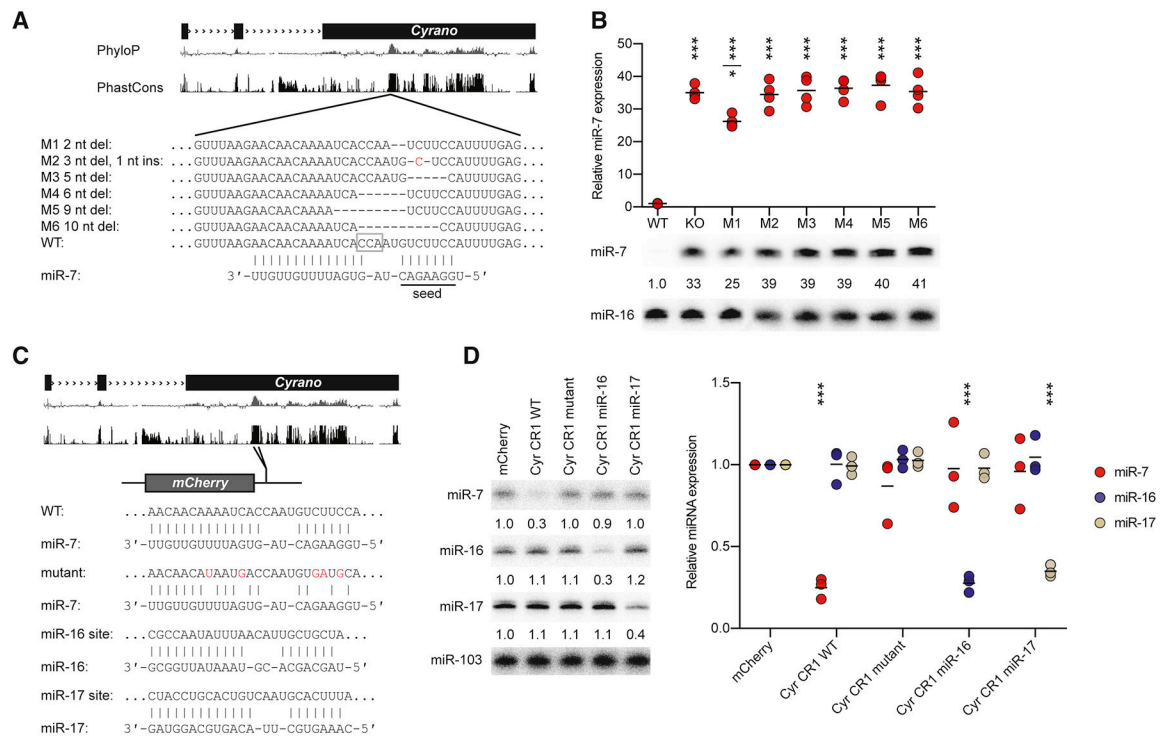 A
Cyrano
PhyloP
PhastCons
M1 2 nt del: ...GUUUAAGAACAACAAAAUCACCAA--UCUUCCAUUUUGAG...
M2 3 nt del, 1 nt ins: ...GUUUAAGAACAACAAAAUCACCAAUG-C-UCCAUUUUGAG...
M3 5 nt del: ...GUUUAAGAACAACAAAAUCACCAAUG-----CAUUUUGAG...
M4 6 nt del: ...GUUUAAGAACAACAAAAUCA------UCUUCCAUUUUGAG...
M5 9 nt del: ...GUUUAAGAACAACAAAA---------UCUUCCAUUUUGAG...
M6 10 nt del: ...GUUUAAGAACAACAAAAUCA----------CCAUUUUGAG...
WT: ...GUUUAAGAACAACAAAAUCACCAAUGUCUUCCAUUUUGAG...
miR-7: 3′-UUGUUGUUUUAGUG-AU-CAGAAGGU-5′
seed
B
Relative miR-7 expression
50
40
30
20
10
0
*** * *** *** *** *** *** ***
WT KO M1 M2 M3 M4 M5 M6
miR-7
1.0 33 25 39 39 39 40 41
miR-16
C
Cyrano
mCherry
WT: ...AACAACAAAAUCACCAAUGUCUUCCA...
miR-7: 3′-UUGUUGUUUUAGUG-AU-CAGAAGGU-5′
mutant: ...AACAACAUAAUGACCAAUGUGAUGCA...
miR-7: 3′-UUGUUGUUUUAGUG-AU-CAGAAGGU-5′
miR-16 site: ...CGCCAAUAUUUAACAUUGCUGCUA...
miR-16: 3′-GCGGUUAUAAAU-GC-ACGACGAU-5′
miR-17 site: ...CUACCUGCACUGUCAAUGCACUUUA...
miR-17: 3′-GAUGGACGUGACA-UU-CGUGAAAC-5′
D
mCherry
Cyr CR1 WT
Cyr CR1 mutant
Cyr CR1 miR-16
Cyr CR1 miR-17
miR-7
1.0 0.3 1.0 0.9 1.0
miR-16
1.0 1.1 1.1 0.3 1.2
miR-17
1.0 1.1 1.1 1.1 0.4
miR-103
Relative miRNA expression
1.5
1.0
0.5
0.0
*** *** ***
mCherry
Cyr CR1 WT
Cyr CR1 mutant
Cyr CR1 miR-16
Cyr CR1 miR-17
miR-7
miR-16
miR-17